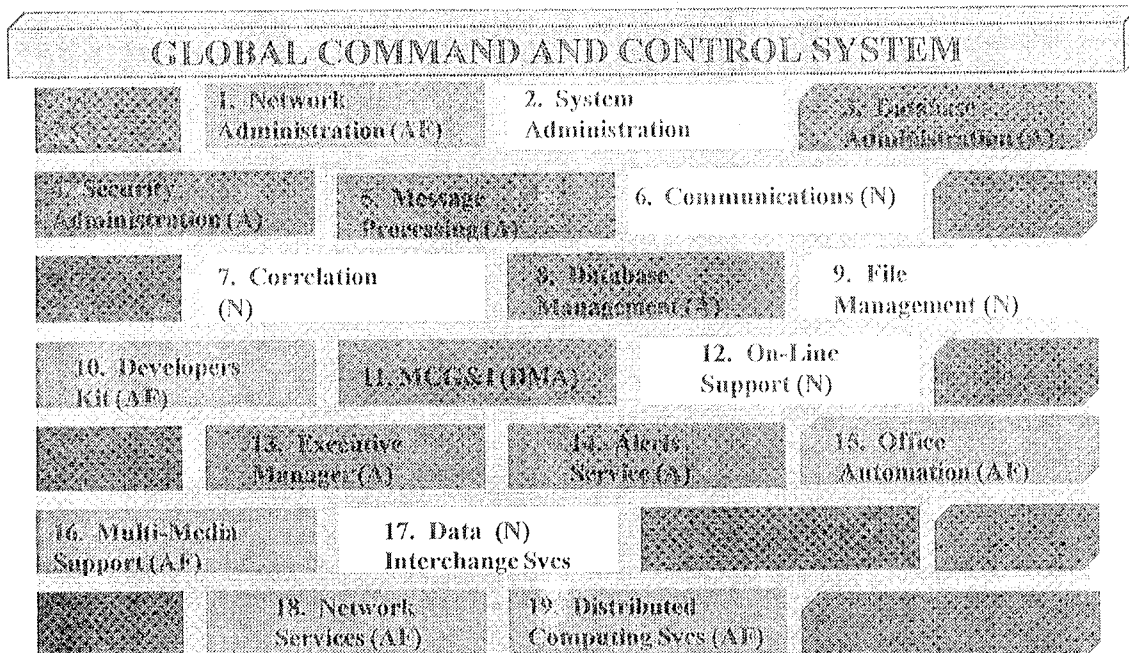 GLOBAL COMMAND AND CONTROL SYSTEM
1. Network
Administration (AF)
2. System
Administration
3. Database
Administration (A)
4. Security
Administration (A)
5. Message
Processing (A)
6. Communications (N)
7. Correlation
(N)
8. Database
Management (A)
9. File
Management (N)
10. Developers
Kit (AF)
11. MCG&I (DMA)
12. On-Line
Support (N)
13. Executive
Manager (A)
14. Alerts
Service (A)
15. Office
Automation (AF)
16. Multi-Media
Support (AF)
17. Data (N)
Interchange Svcs
18. Network
Services (AF)
19. Distributed
Computing Svcs (AF)